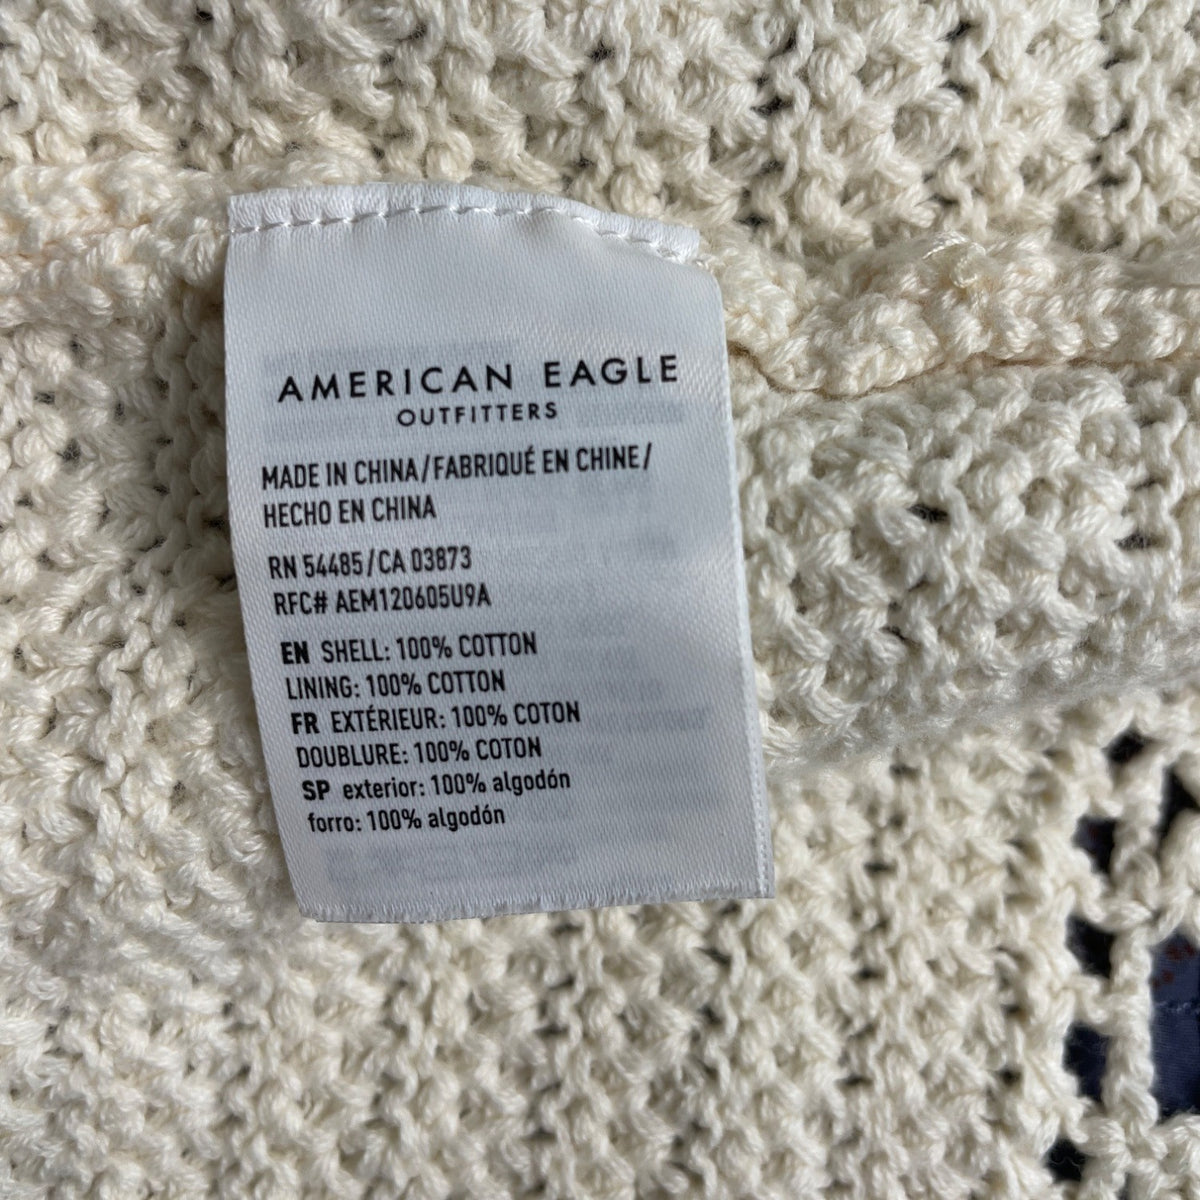 AMERICAN EAGLE
OUTFITTERS
MADE IN CHINA/FABRIQUÉ EN CHINE/
HECHO EN CHINA
RN 54485/CA 03873
RFC# AEM120605U9A
EN SHELL: 100% COTTON
LINING: 100% COTTON
FR EXTÉRIEUR: 100% COTON
DOUBLURE: 100% COTON
SP exterior: 100% algodón
forro: 100% algodón